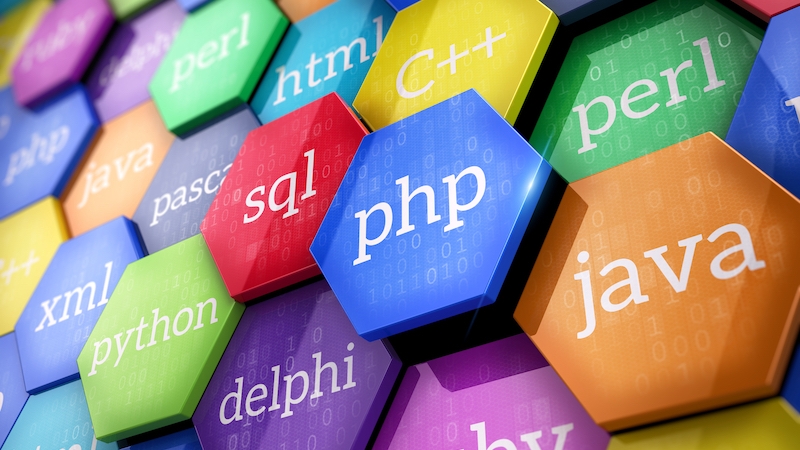 perl
html
C++
perl
php
java
pasca
sql
php
java
++
xml
python
delphi